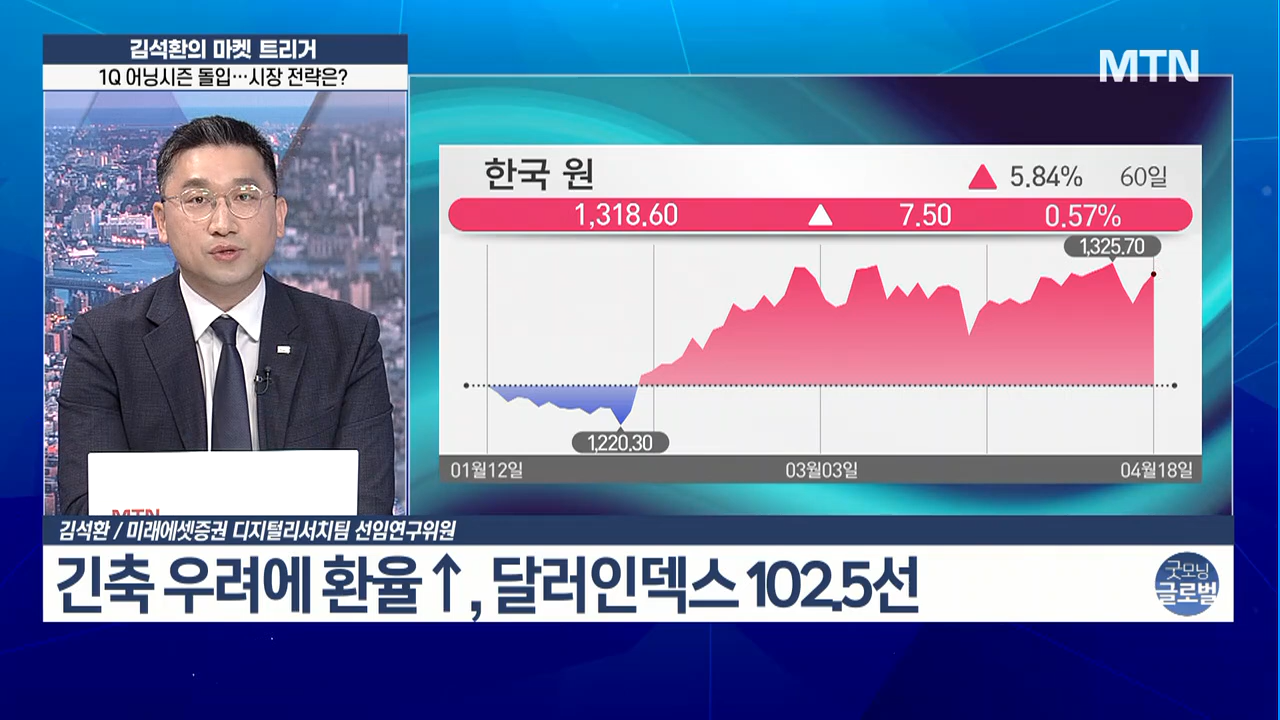 김석환의 마켓 트리거
1Q 어닝시즌 돌입…시장 전략은?
MTN
한국 원 ▲ 5.84% 60일
1,318.60 ▲ 7.50 0.57%
1,325.70
1,220.30
01월12일 03월03일 04월18일
MTN
김석환 / 미래에셋증권 디지털리서치팀 선임연구위원
긴축 우려에 환율↑, 달러인덱스 102.5선
굿모닝
글로벌